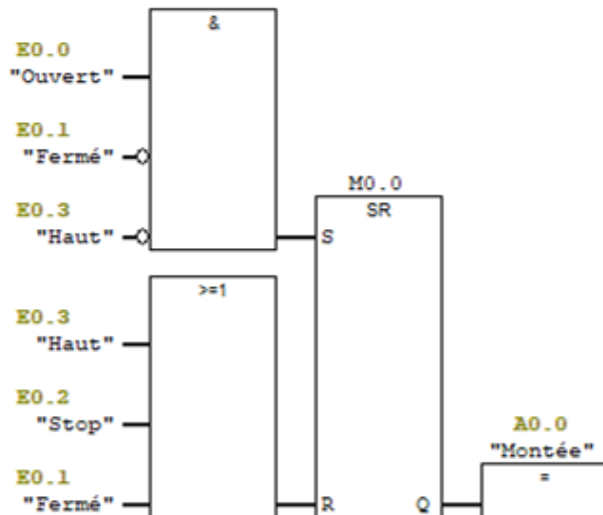 &
E0.0
"Ouvert"
E0.1
"Fermé"
E0.3
"Haut"
M0.0
SR
S
>=1
E0.3
"Haut"
E0.2
"Stop"
E0.1
"Fermé"
R
Q
A0.0
"Montée"
=